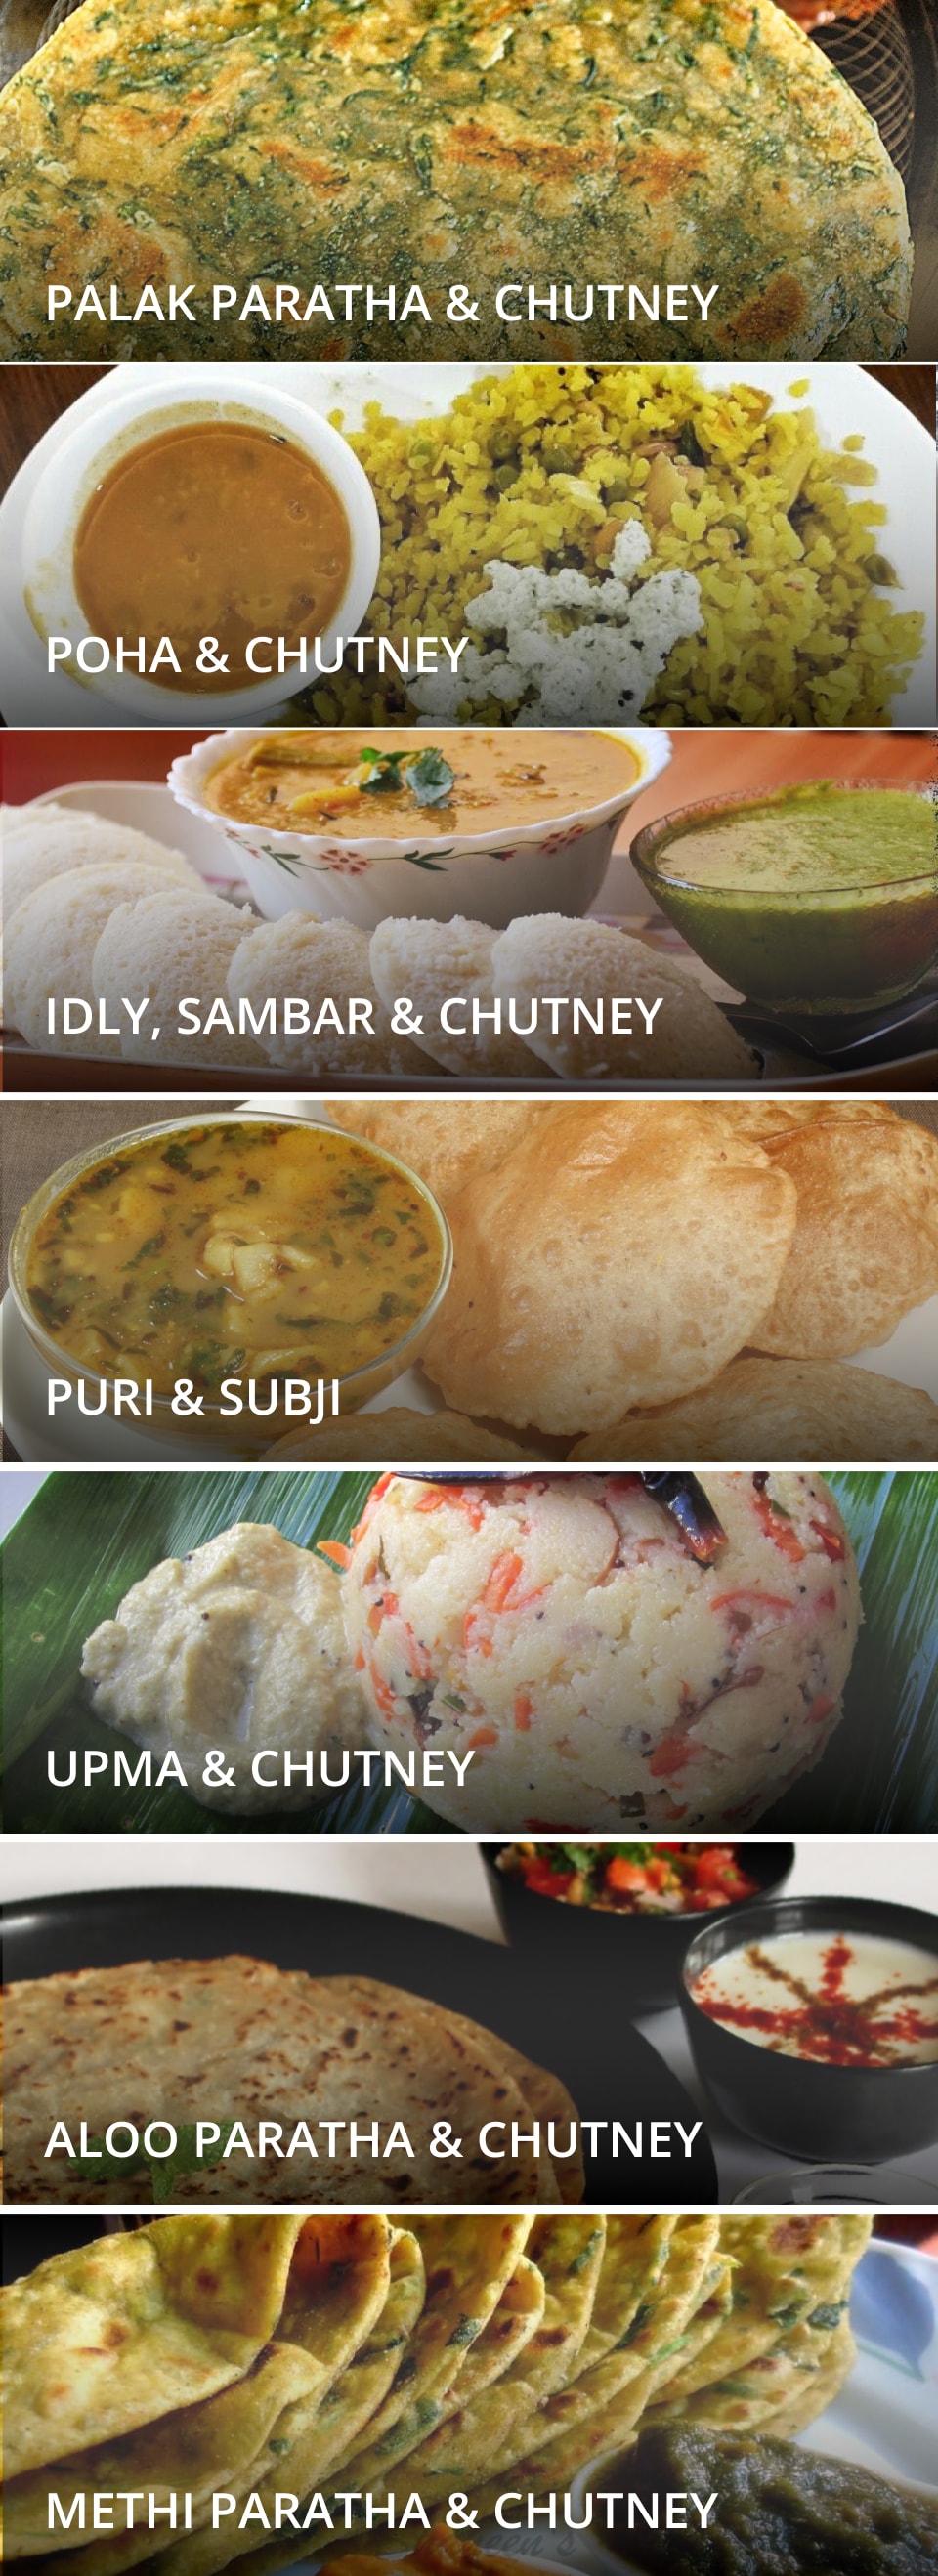 PALAK PARATHA & CHUTNEY
POHA & CHUTNEY
IDLY, SAMBAR & CHUTNEY
PURI & SUBJI
UPMA & CHUTNEY
ALOO PARATHA & CHUTNEY
METHI PARATHA & CHUTNEY